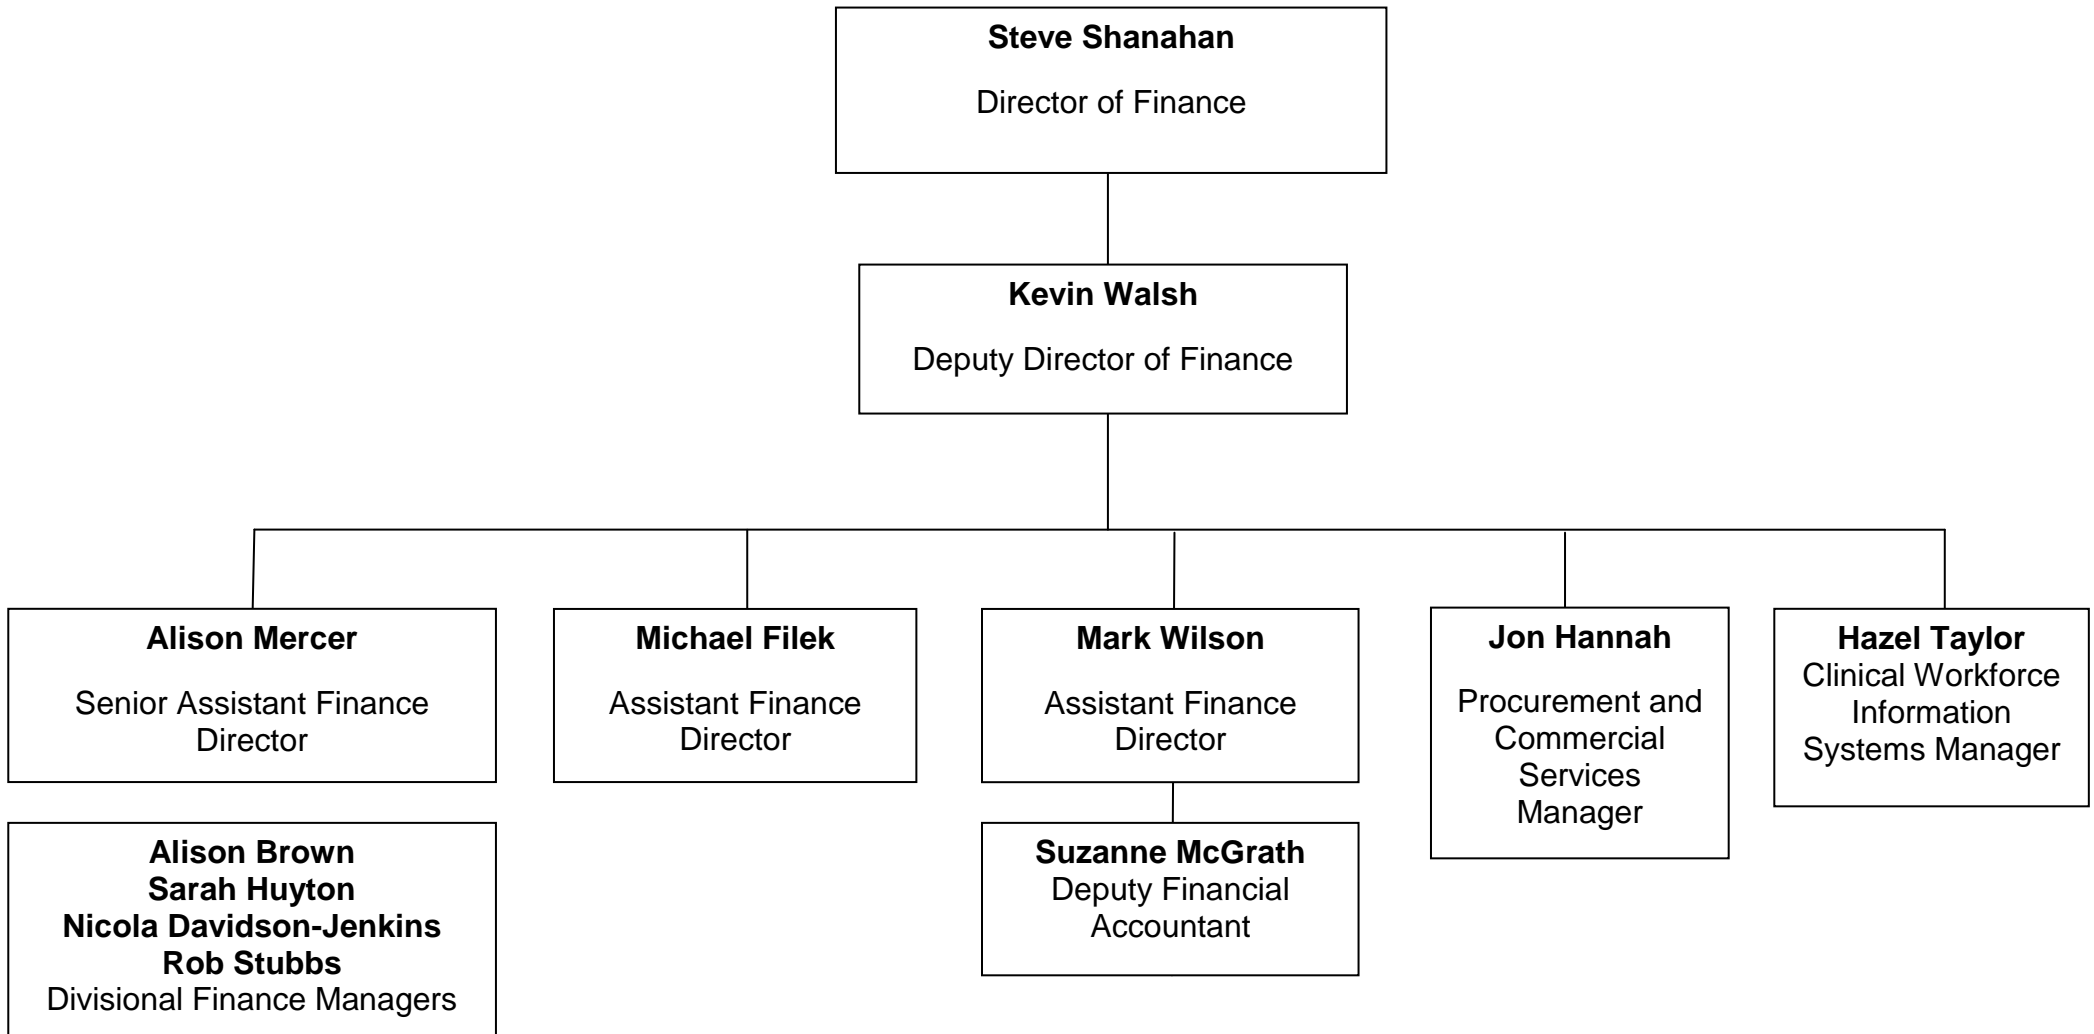 Steve Shanahan
Director of Finance
Kevin Walsh
Deputy Director of Finance
Alison Mercer
Senior Assistant Finance
Director
Michael Filek
Assistant Finance
Director
Mark Wilson
Assistant Finance
Director
Jon Hannah
Procurement and
Commercial
Services
Manager
Hazel Taylor
Clinical Workforce
Information
Systems Manager
Alison Brown
Sarah Huyton
Nicola Davidson-Jenkins
Rob Stubbs
Divisional Finance Managers
Suzanne McGrath
Deputy Financial
Accountant